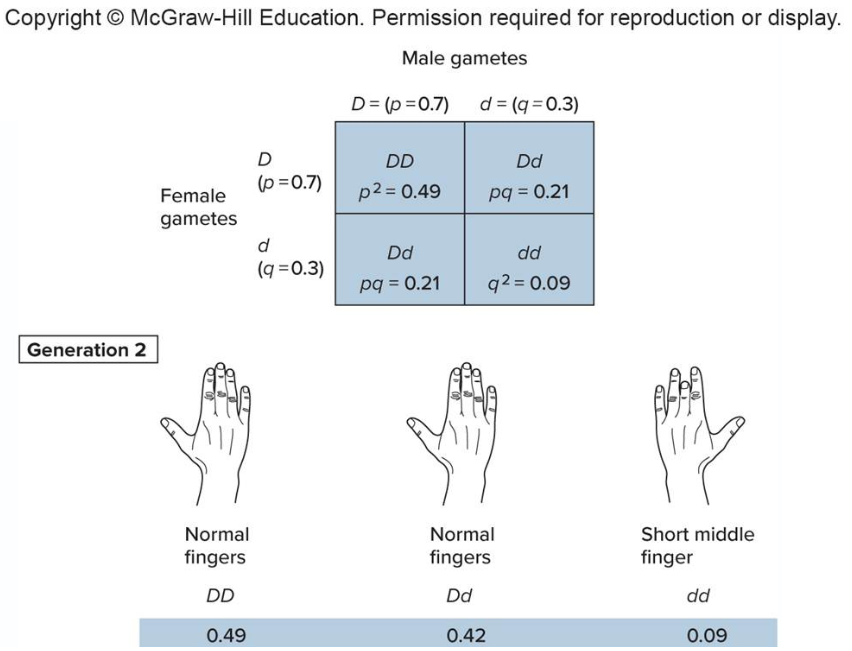 Copyright © McGraw-Hill Education. Permission required for reproduction or display.
Male gametes
D = (p = 0.7) d = (q = 0.3)
Female
gametes
D
(p = 0.7)
DD
p² = 0.49
Dd
pq = 0.21
d
(q = 0.3)
Dd
pq = 0.21
dd
q² = 0.09
Generation 2
Normal
fingers
Normal
fingers
Short middle
finger
DD Dd dd
0.49 0.42 0.09